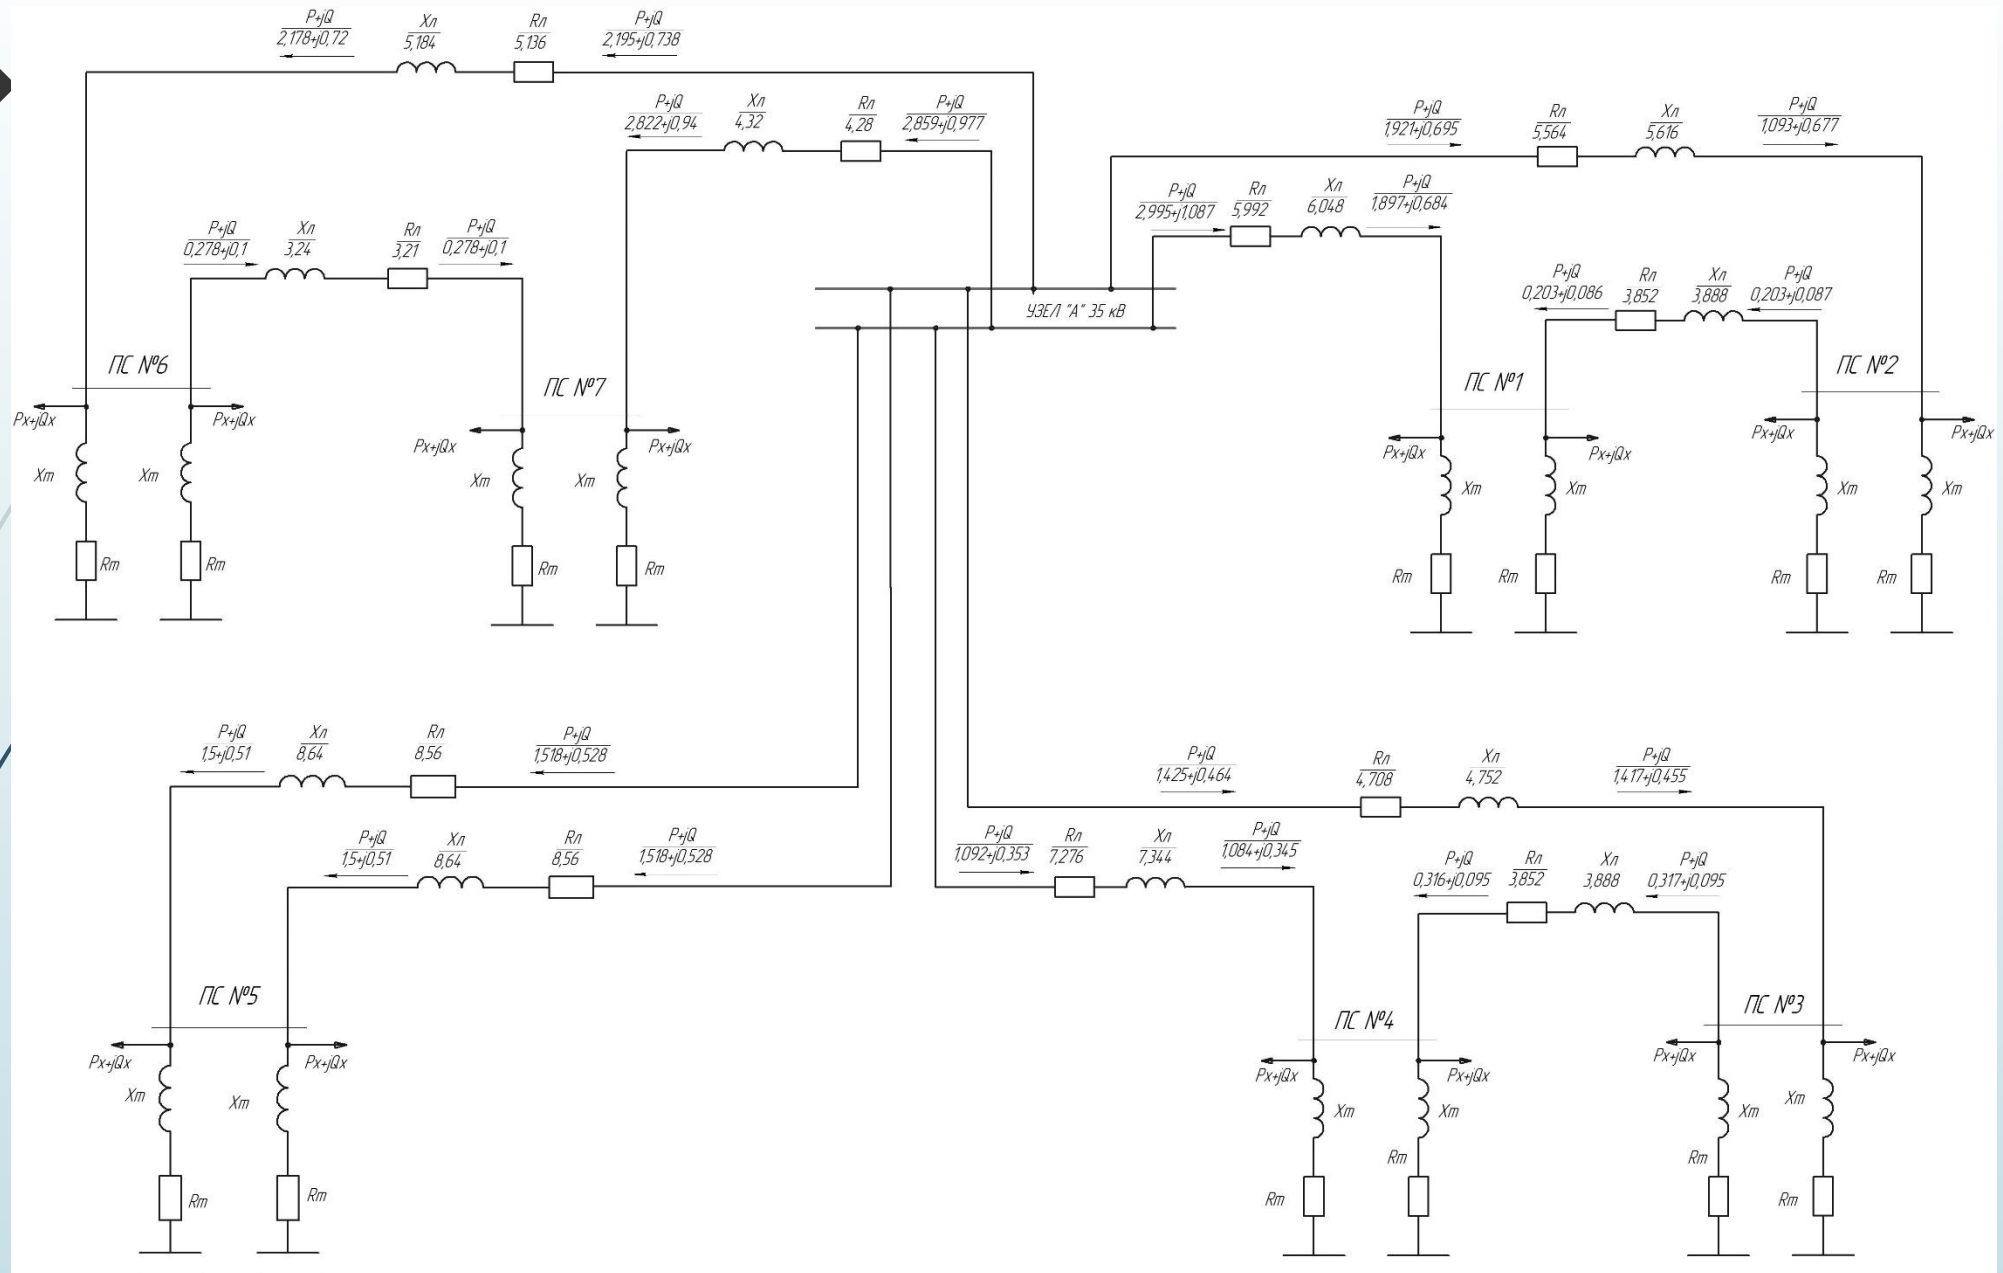 P+jQ
2,178+j0,72
Xл
5,184
Rл
5,136
P+jQ
2,195+j0,738
P+jQ
2,822+j0,94
Xл
4,32
Rл
4,28
P+jQ
2,859+j0,977
P+jQ
1,921+j0,695
Rл
5,564
Xл
5,616
P+jQ
1,093+j0,677
P+jQ
2,995+j1,087
Rл
5,992
Xл
6,048
P+jQ
1,897+j0,684
P+jQ
0,278+j0,1
Xл
3,24
Rл
3,21
P+jQ
0,278+j0,1
P+jQ
0,203+j0,086
Rл
3,852
Xл
3,888
P+jQ
0,203+j0,087
УЗЕЛ "А" 35 кВ
ПС №6
ПС №7
ПС №1
ПС №2
Px+jQx
Px+jQx
Px+jQx
Px+jQx
Px+jQx
Px+jQx
Px+jQx
Px+jQx
Xт
Xт
Xт
Xт
Xт
Xт
Xт
Xт
Rт
Rт
Rт
Rт
Rт
Rт
Rт
Rт
P+jQ
1,5+j0,51
Xл
8,64
Rл
8,56
P+jQ
1,518+j0,528
P+jQ
1,425+j0,464
Rл
4,708
Xл
4,752
P+jQ
1,417+j0,455
P+jQ
1,5+j0,51
Xл
8,64
Rл
8,56
P+jQ
1,518+j0,528
P+jQ
1,092+j0,353
Rл
7,276
Xл
7,344
P+jQ
1,084+j0,345
P+jQ
0,316+j0,095
Rл
3,852
Xл
3,888
P+jQ
0,317+j0,095
ПС №5
ПС №4
ПС №3
Px+jQx
Px+jQx
Px+jQx
Px+jQx
Px+jQx
Px+jQx
Xт
Xт
Xт
Xт
Xт
Xт
Rт
Rт
Rт
Rт
Rт
Rт